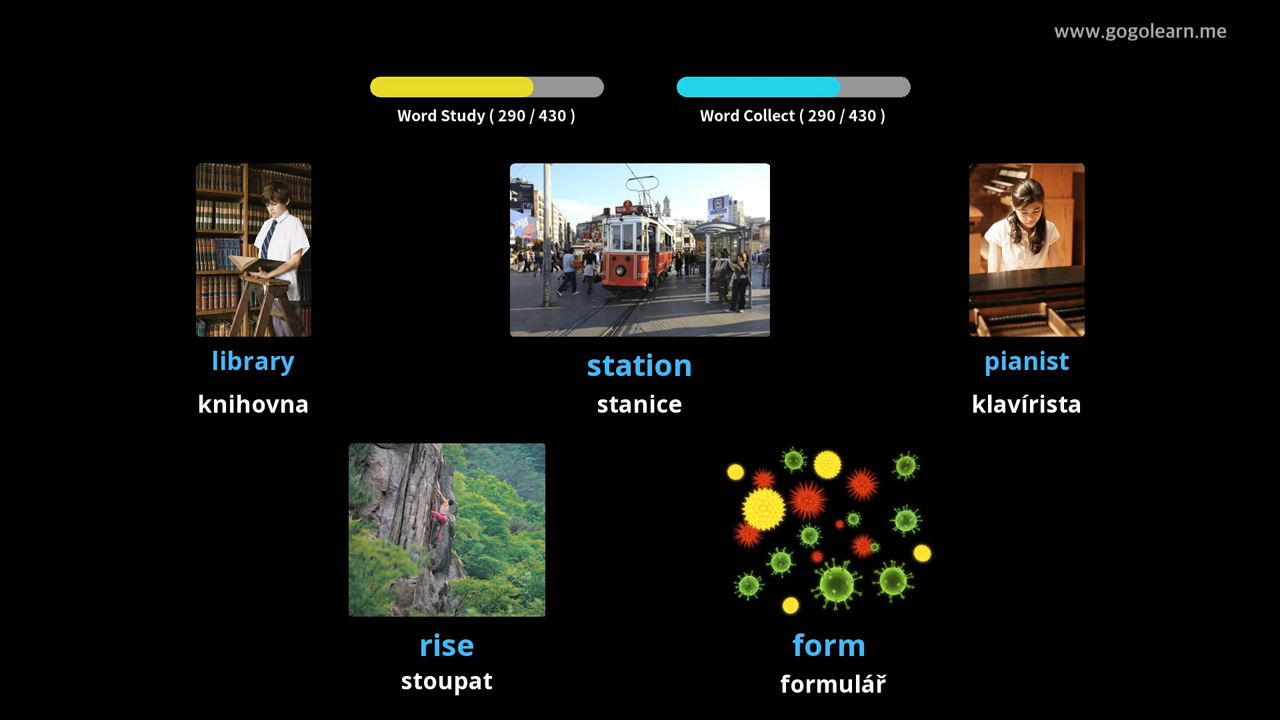 www.gogolearn.me
Word Study ( 290 / 430 )
Word Collect ( 290 / 430 )
library
station
pianist
knihovna
stanice
klavírista
rise
form
stoupat
formulář